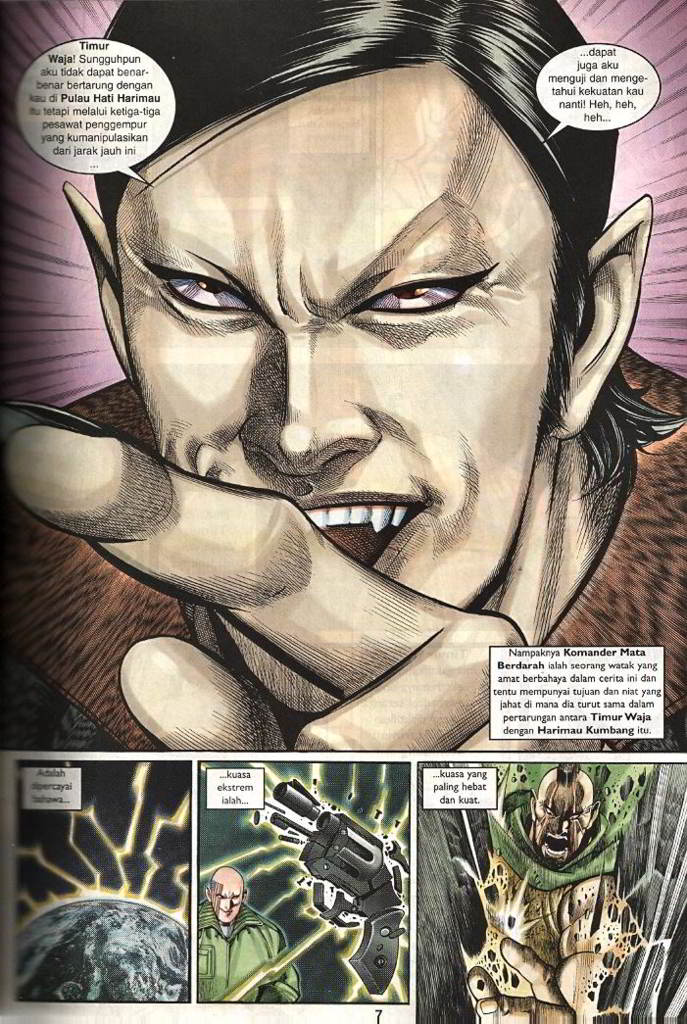 Timur
Waja! Sungguhpun
aku tidak dapat benar-
benar bertarung dengan
kau di Pulau Hati Harimau
itu tetapi melalui ketiga-tiga
pesawat penggempur
yang kumanipulasikan
dari jarak jauh ini
...
...dapat
juga aku
menguji dan menge-
tahui kekuatan kau
nanti! Heh, heh,
heh...
Nampaknya Komander Mata
Berdarah ialah seorang watak yang
amat berbahaya dalam cerita ini dan
tentu mempunyai tujuan dan niat yang
jahat di mana dia turut sama dalam
pertarungan antara Timur Waja
dengan Harimau Kumbang itu.
Adalah
dipercayai
bahawa...
...kuasa
ekstrem
ialah...
...kuasa yang
paling hebat
dan kuat.
7